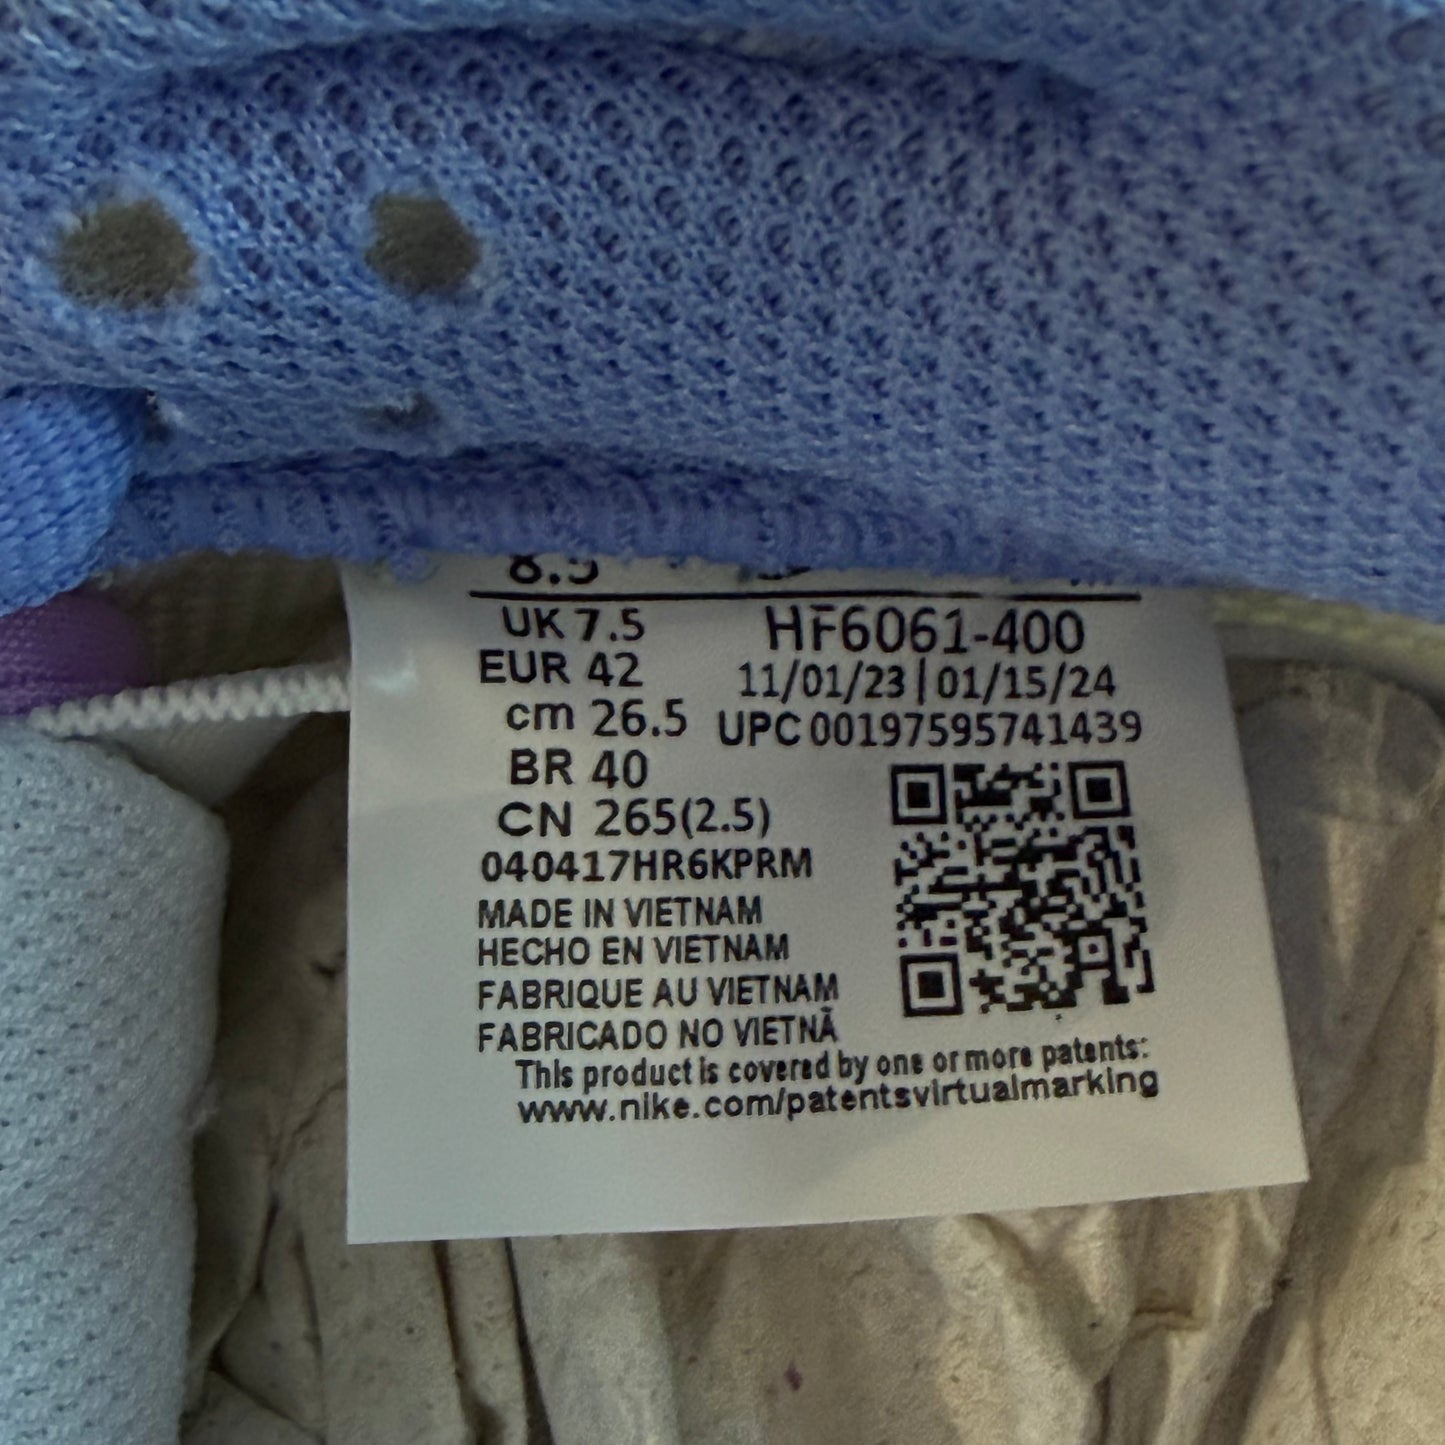 8.5
UK 7.5
EUR 42
cm 26.5
BR 40
CN 265(2.5)
HF6061-400
11/01/23|01/15/24
UPC 00197595741439
040417HR6KPRM
MADE IN VIETNAM
HECHO EN VIETNAM
FABRIQUE AU VIETNAM
FABRICADO NO VIETNÃ
This product is covered by one or more patents:
www.nike.com/patentsvirtualmarking